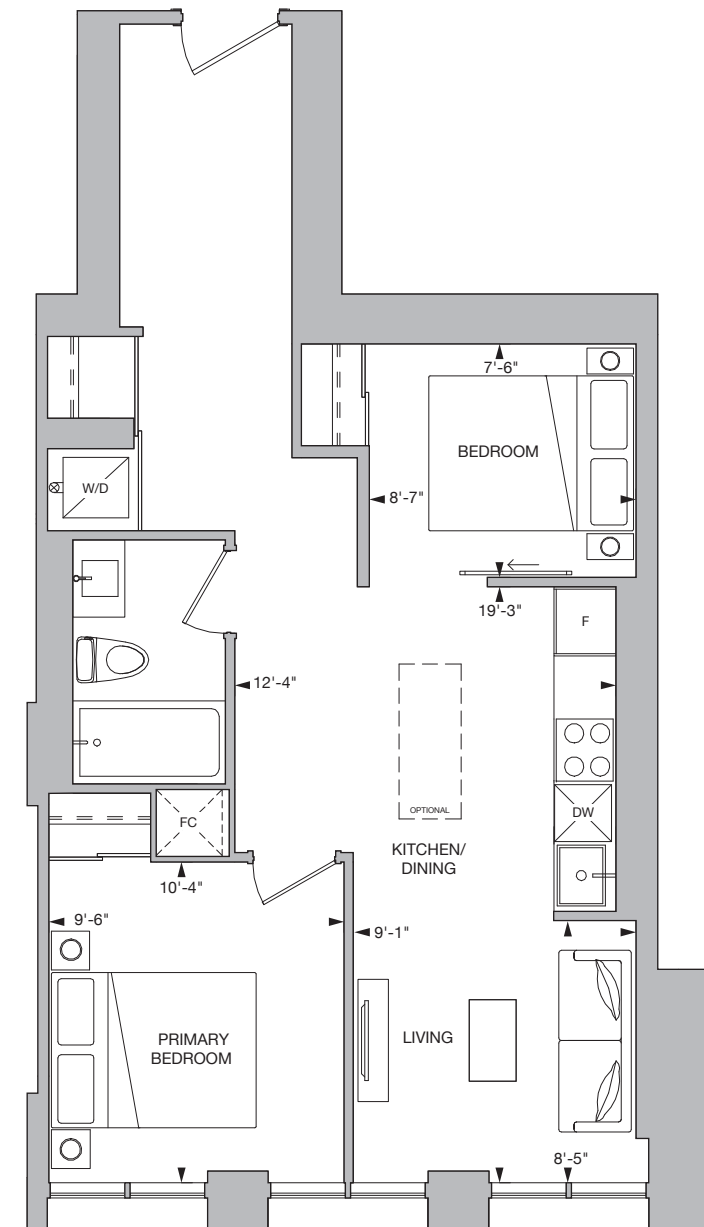 7'-6"
BEDROOM
W/D
8'-7"
19'-3"
F
12'-4"
OPTIONAL
DW
FC
KITCHEN/
DINING
10'-4"
9'-6"
9'-1"
PRIMARY
BEDROOM
LIVING
8'-5"